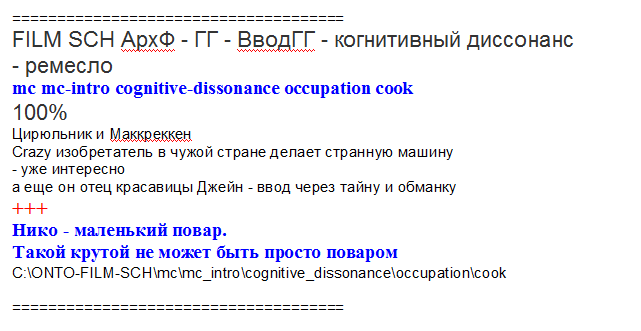 =====================================
FILM SCH АрхФ - ГГ - ВводГГ - когнитивный диссонанс
- ремесло
mc mc-intro cognitive-dissonance occupation cook
100%
Цирюльник и Маккреккен
Crazy изобретатель в чужой стране делает странную машину
- уже интересно
а еще он отец красавицы Джейн - ввод через тайну и обманку
+++
Нико - маленький повар.
Такой крутой не может быть просто поваром
C:\ONTO-FILM-SCH\mc\mc_intro\cognitive_dissonance\occupation\cook
=====================================